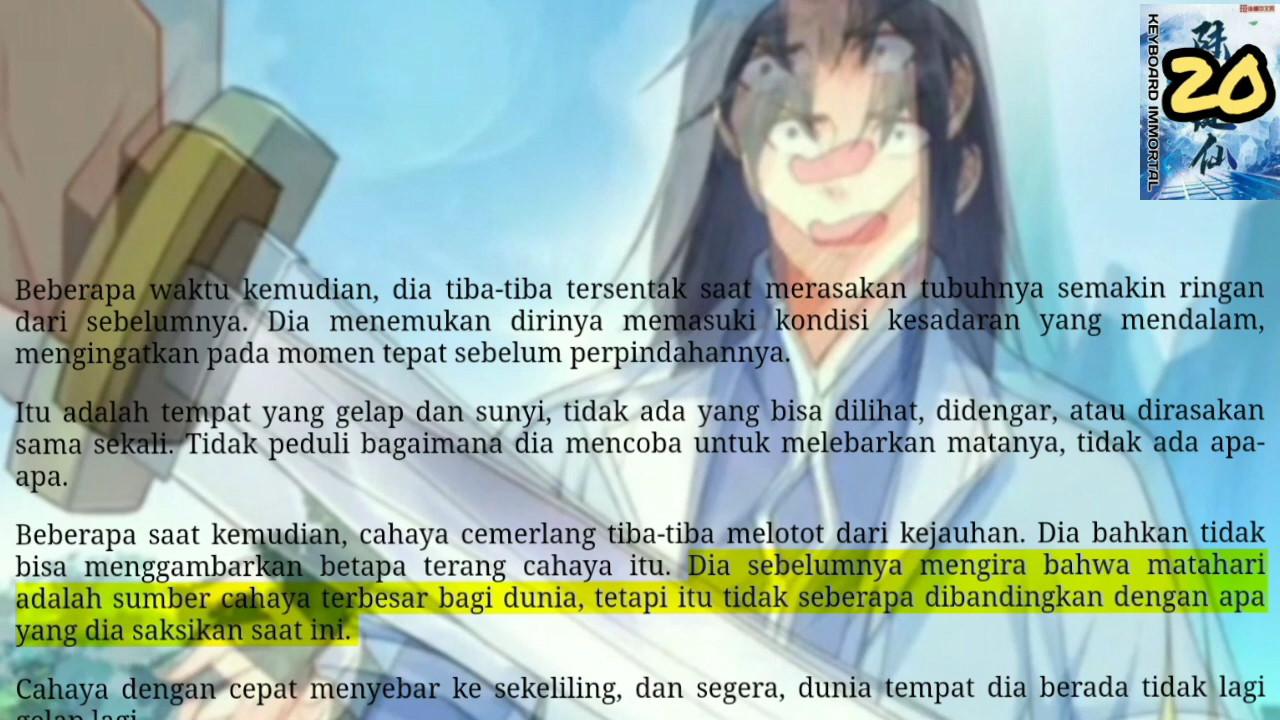 KEYBOARD IMMORTAL
20
仙
Beberapa waktu kemudian, dia tiba-tiba tersentak saat merasakan tubuhnya semakin ringan
dari sebelumnya. Dia menemukan dirinya memasuki kondisi kesadaran yang mendalam,
mengingatkan pada momen tepat sebelum perpindahannya.
Itu adalah tempat yang gelap dan sunyi, tidak ada yang bisa dilihat, didengar, atau dirasakan
sama sekali. Tidak peduli bagaimana dia mencoba untuk melebarkan matanya, tidak ada apa-
apa.
Beberapa saat kemudian, cahaya cemerlang tiba-tiba melotot dari kejauhan. Dia bahkan tidak
bisa menggambarkan betapa terang cahaya itu. Dia sebelumnya mengira bahwa matahari
adalah sumber cahaya terbesar bagi dunia, tetapi itu tidak seberapa dibandingkan dengan apa
yang dia saksikan saat ini.
Cahaya dengan cepat menyebar ke sekeliling, dan segera, dunia tempat dia berada tidak lagi
gelap lagi.